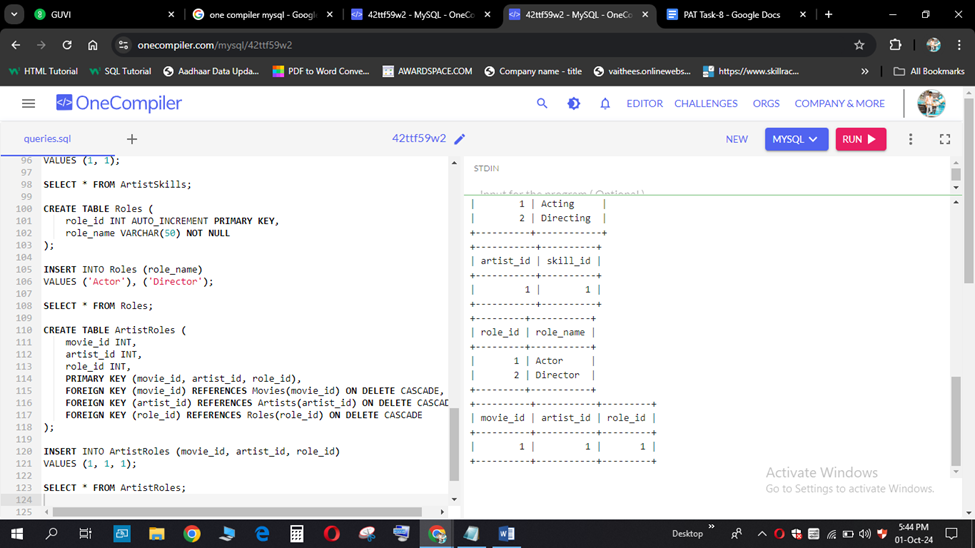 GUVI
one compiler mysql - Goog
42ttf59w2 - MySQL - OneCo
42ttf59w2 - MySQL - OneCo
PAT Task-8 - Google Docs
onecompiler.com/mysql/42ttf59w2
HTML Tutorial
SQL Tutorial
Aadhaar Data Upda...
PDF to Word Conve...
AWARDSPACE.COM
Company name - title
vaithees.onlinewebs...
https://www.skillrac...
All Bookmarks
OneCompiler
EDITOR
CHALLENGES
ORGS
COMPANY & MORE
queries.sql
42ttf59w2
NEW
MYSQL
RUN
96 VALUES (1, 1);
97
98 SELECT * FROM ArtistSkills;
99
100 CREATE TABLE Roles (
101 role_id INT AUTO_INCREMENT PRIMARY KEY,
102 role_name VARCHAR(50) NOT NULL
103 );
104
105 INSERT INTO Roles (role_name)
106 VALUES ('Actor'), ('Director');
107
108 SELECT * FROM Roles;
109
110 CREATE TABLE ArtistRoles (
111 movie_id INT,
112 artist_id INT,
113 role_id INT,
114 PRIMARY KEY (movie_id, artist_id, role_id),
115 FOREIGN KEY (movie_id) REFERENCES Movies(movie_id) ON DELETE CASCADE,
116 FOREIGN KEY (artist_id) REFERENCES Artists(artist_id) ON DELETE CASCAD
117 FOREIGN KEY (role_id) REFERENCES Roles(role_id) ON DELETE CASCADE
118 );
119
120 INSERT INTO ArtistRoles (movie_id, artist_id, role_id)
121 VALUES (1, 1, 1);
122
123 SELECT * FROM ArtistRoles;
124
125
STDIN
Input for the program ( Optional )
| 1 | Acting |
| 2 | Directing |
+----------+-----------+
+-----------+----------+
| artist_id | skill_id |
+-----------+----------+
| 1 | 1 |
+-----------+----------+
+---------+-----------+
| role_id | role_name |
+---------+-----------+
| 1 | Actor |
| 2 | Director |
+---------+-----------+
+----------+-----------+---------+
| movie_id | artist_id | role_id |
+----------+-----------+---------+
| 1 | 1 | 1 |
+----------+-----------+---------+
Activate Windows
Go to Settings to activate Windows.
Desktop
5:44 PM
01-Oct-24